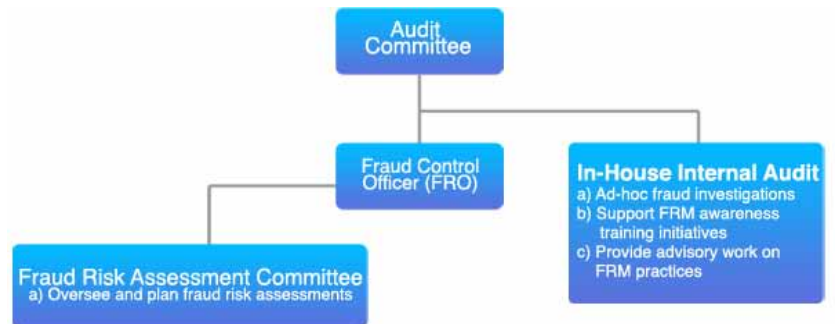 Audit
Committee
Fraud Control
Officer (FRO)
In-House Internal Audit
a) Ad-hoc fraud investigations
b) Support FRM awareness
training initiatives
c) Provide advisory work on
FRM practices
Fraud Risk Assessment Committee
a) Oversee and plan fraud risk assessments